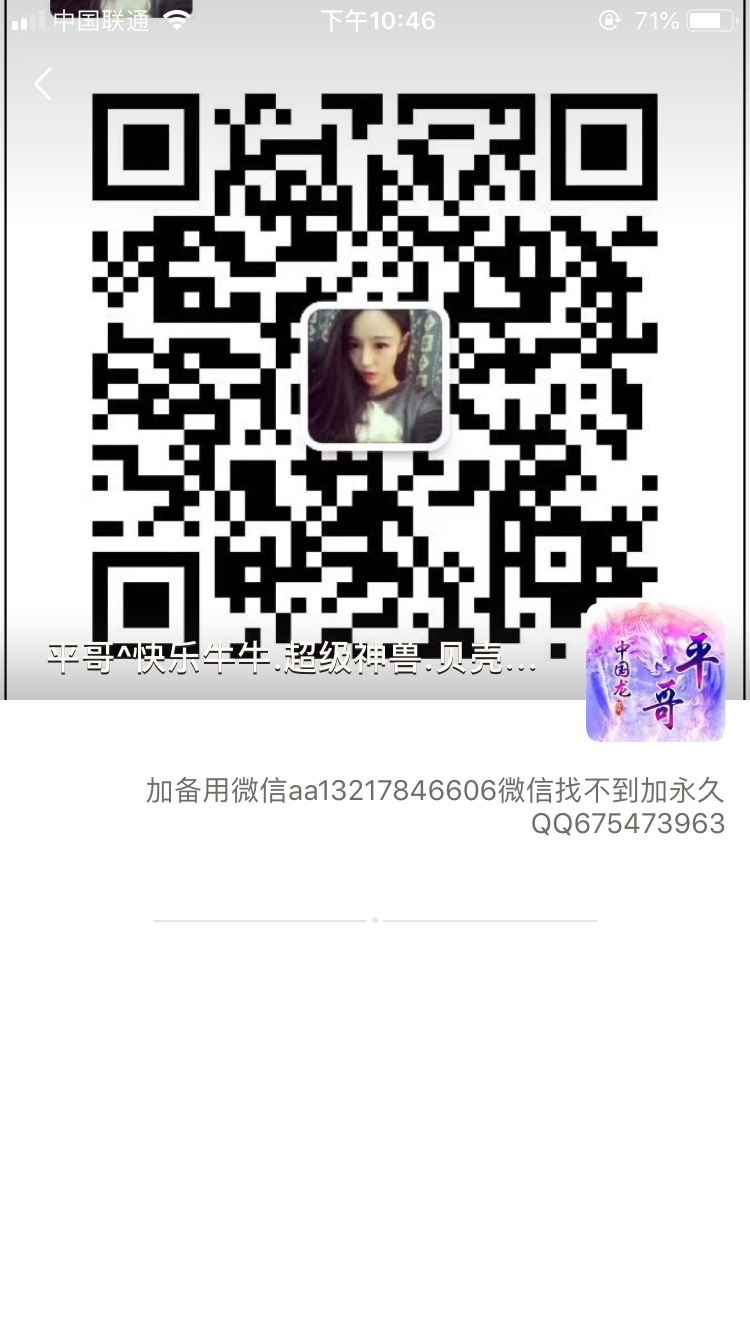 中国联通 下午10:46 71%
平哥^快乐牛牛.超级神兽.贝壳...
中国龙
平哥
加备用微信aa13217846606微信找不到加永久
QQ675473963